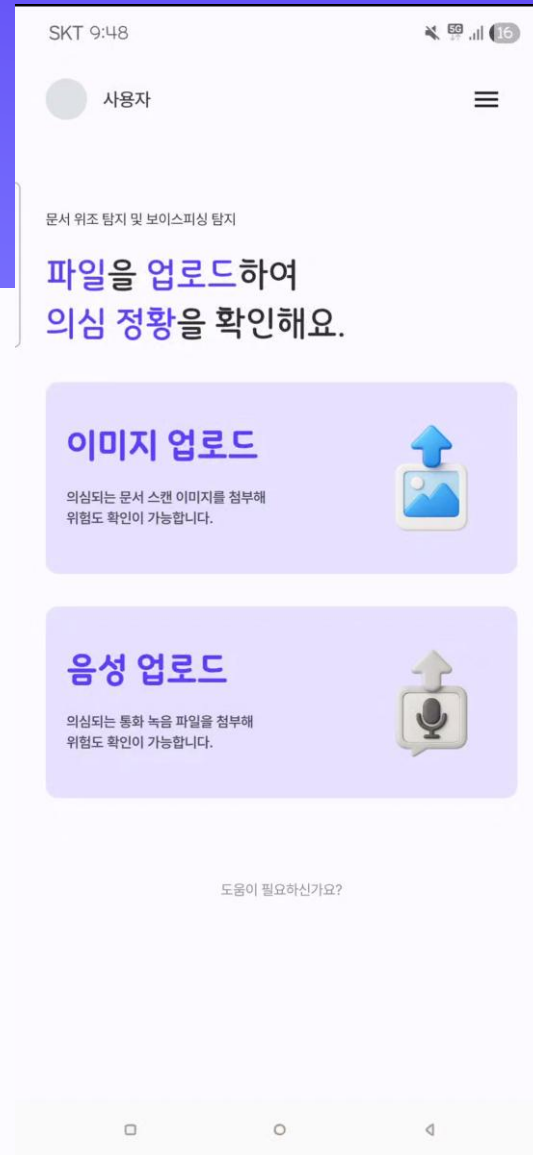 SKT 9:48
5G
16
사용자
문서 위조 탐지 및 보이스피싱 탐지
파일을 업로드하여
의심 정황을 확인해요.
이미지 업로드
의심되는 문서 스캔 이미지를 첨부해
위험도 확인이 가능합니다.
음성 업로드
의심되는 통화 녹음 파일을 첨부해
위험도 확인이 가능합니다.
도움이 필요하신가요?